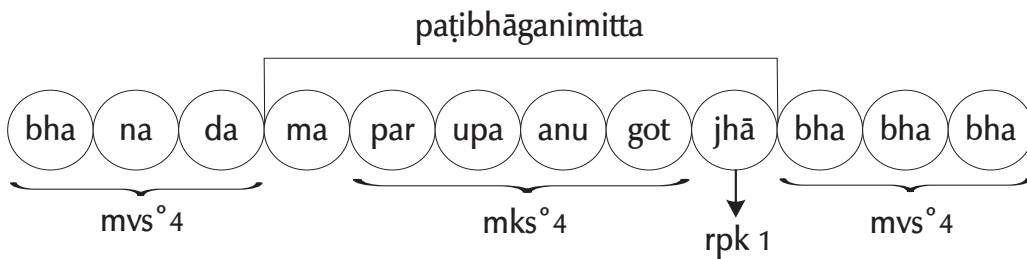 paṭibhāganimitta
bha na da ma par upa anu got jhā bha bha bha
mvs°4 mks°4 mvs°4
rpk 1